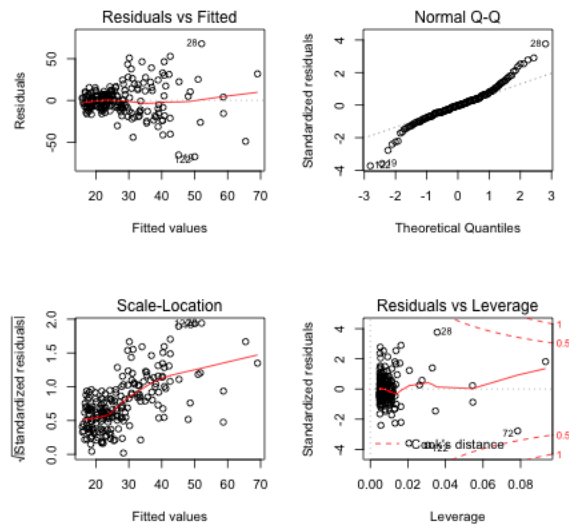 Residuals vs Fitted
Residuals
50
0
-50
28
122
20 30 40 50 60 70
Fitted values
Normal Q-Q
Standardized residuals
4
2
0
-2
-4
28
122
-3 -2 -1 0 1 2 3
Theoretical Quantiles
Scale-Location
√|Standardized residuals|
2.0
1.5
1.0
0.5
0.0
20 30 40 50 60 70
Fitted values
Residuals vs Leverage
Standardized residuals
4
2
0
-2
-4
28
72
122
Cook's distance
1
0.5
0.5
1
0.00 0.02 0.04 0.06 0.08
Leverage